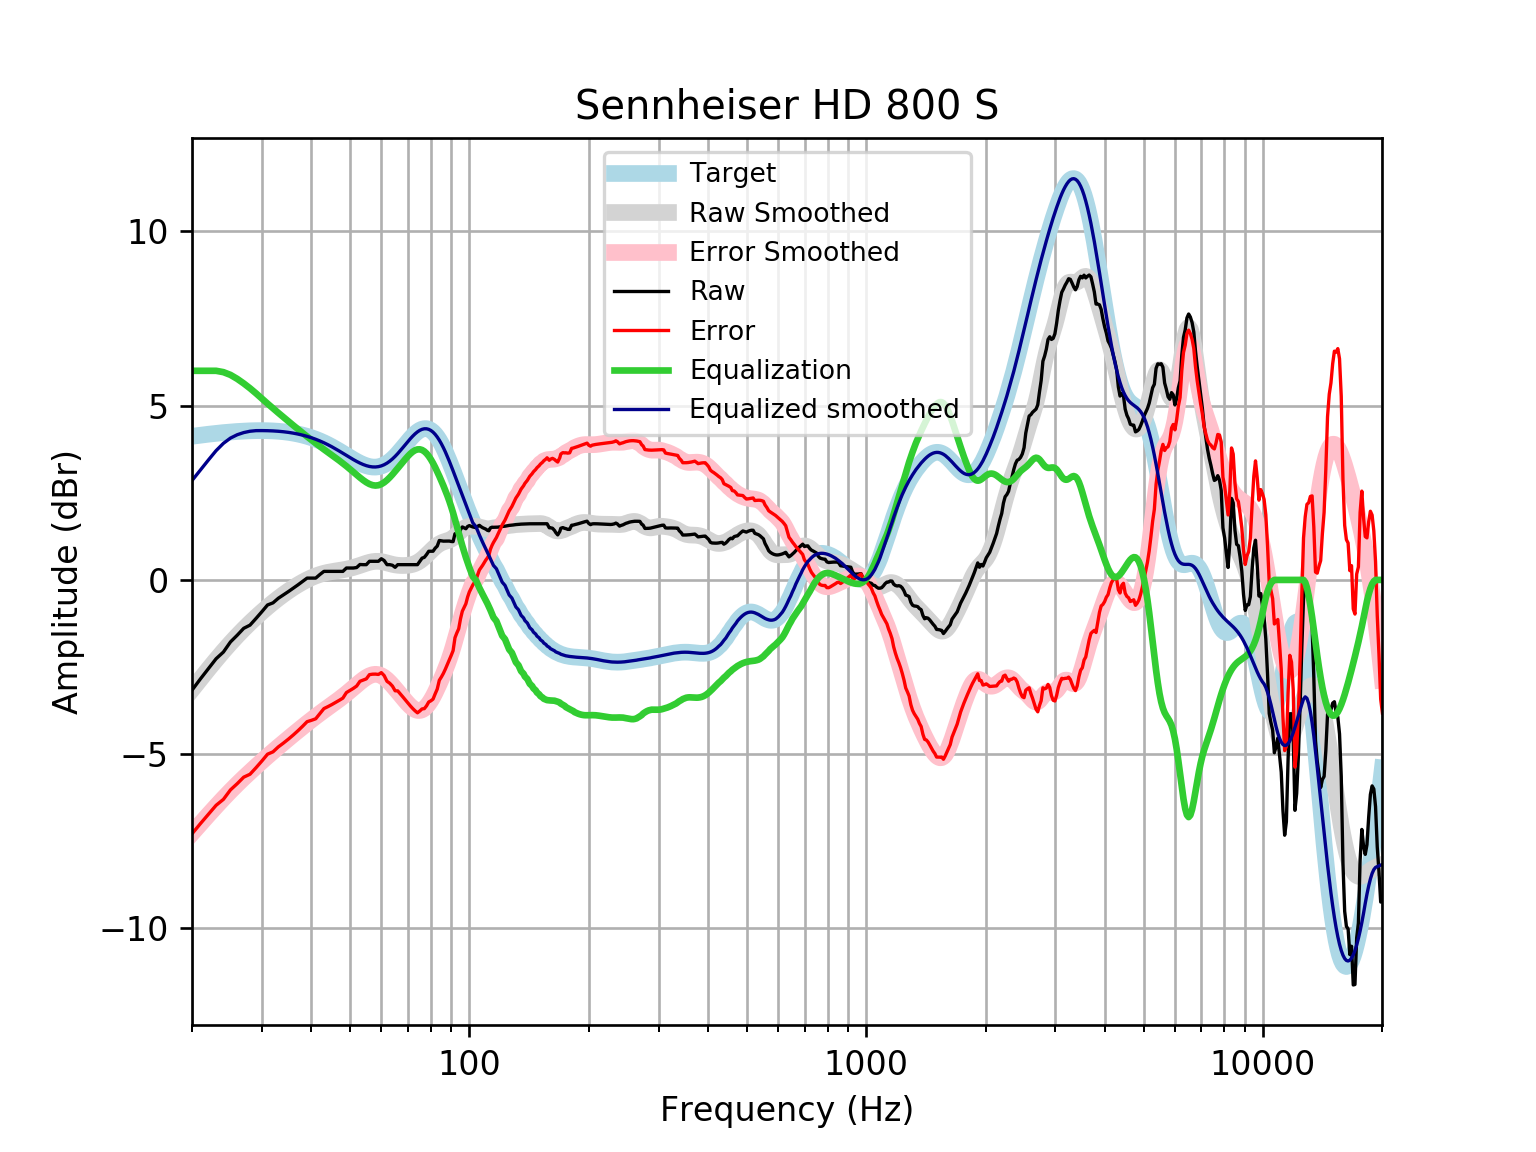 Sennheiser HD 800 S
Target
Raw Smoothed
Error Smoothed
Raw
Error
Equalization
Equalized smoothed
Amplitude (dBr)
10
5
0
−5
−10
100
1000
10000
Frequency (Hz)